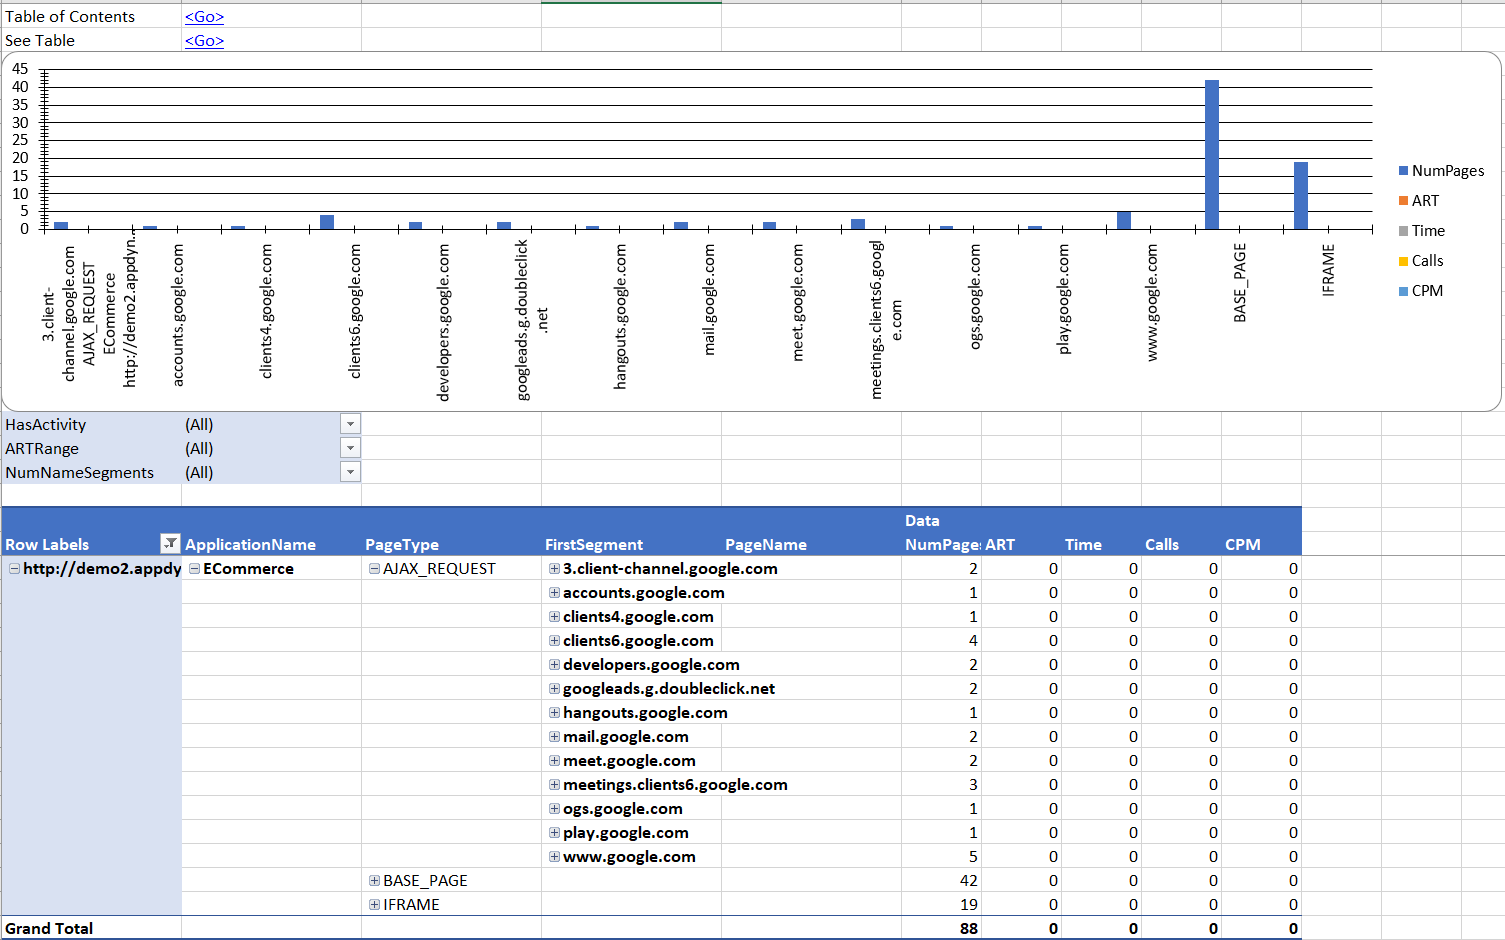 Table of Contents <Go>
See Table <Go>
45
40
35
30
25
20
15
10
5
0
3.client-channel.google.com
AJAX_REQUEST
ECommerce
http://demo2.appdyn...
accounts.google.com
clients4.google.com
clients6.google.com
developers.google.com
googleads.g.doubleclick.net
hangouts.google.com
mail.google.com
meet.google.com
meetings.clients6.google.com
ogs.google.com
play.google.com
www.google.com
BASE_PAGE
IFRAME
NumPages
ART
Time
Calls
CPM
HasActivity (All)
ARTRange (All)
NumNameSegments (All)
Data
Row Labels ApplicationName PageType FirstSegment PageName NumPage ART Time Calls CPM
http://demo2.appdy ECommerce AJAX_REQUEST 3.client-channel.google.com 2 0 0 0 0
accounts.google.com 1 0 0 0 0
clients4.google.com 1 0 0 0 0
clients6.google.com 4 0 0 0 0
developers.google.com 2 0 0 0 0
googleads.g.doubleclick.net 2 0 0 0 0
hangouts.google.com 1 0 0 0 0
mail.google.com 2 0 0 0 0
meet.google.com 2 0 0 0 0
meetings.clients6.google.com 3 0 0 0 0
ogs.google.com 1 0 0 0 0
play.google.com 1 0 0 0 0
www.google.com 5 0 0 0 0
BASE_PAGE 42 0 0 0 0
IFRAME 19 0 0 0 0
Grand Total 88 0 0 0 0